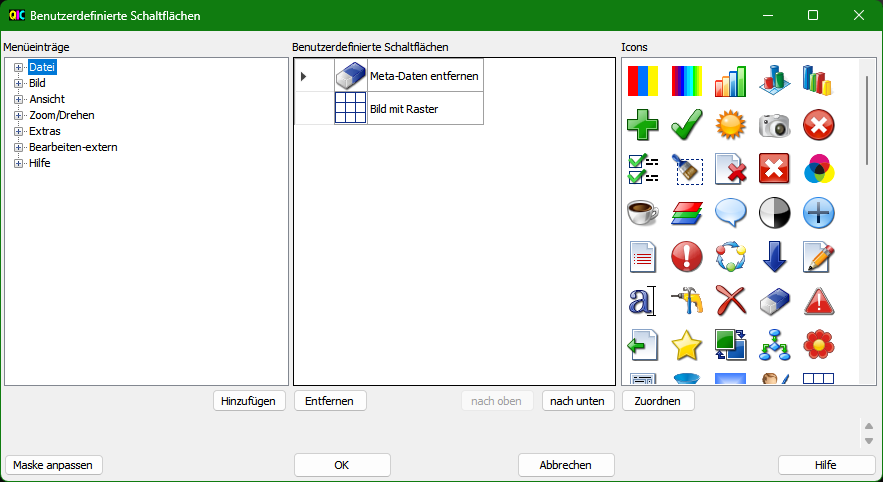 QIC Benutzerdefinierte Schaltflächen
Menüeinträge
Benutzerdefinierte Schaltflächen
Icons
Datei
Bild
Ansicht
Zoom/Drehen
Extras
Bearbeiten-extern
Hilfe
Meta-Daten entfernen
Bild mit Raster
a
Hinzufügen
Entfernen
nach oben
nach unten
Zuordnen
Maske anpassen
OK
Abbrechen
Hilfe